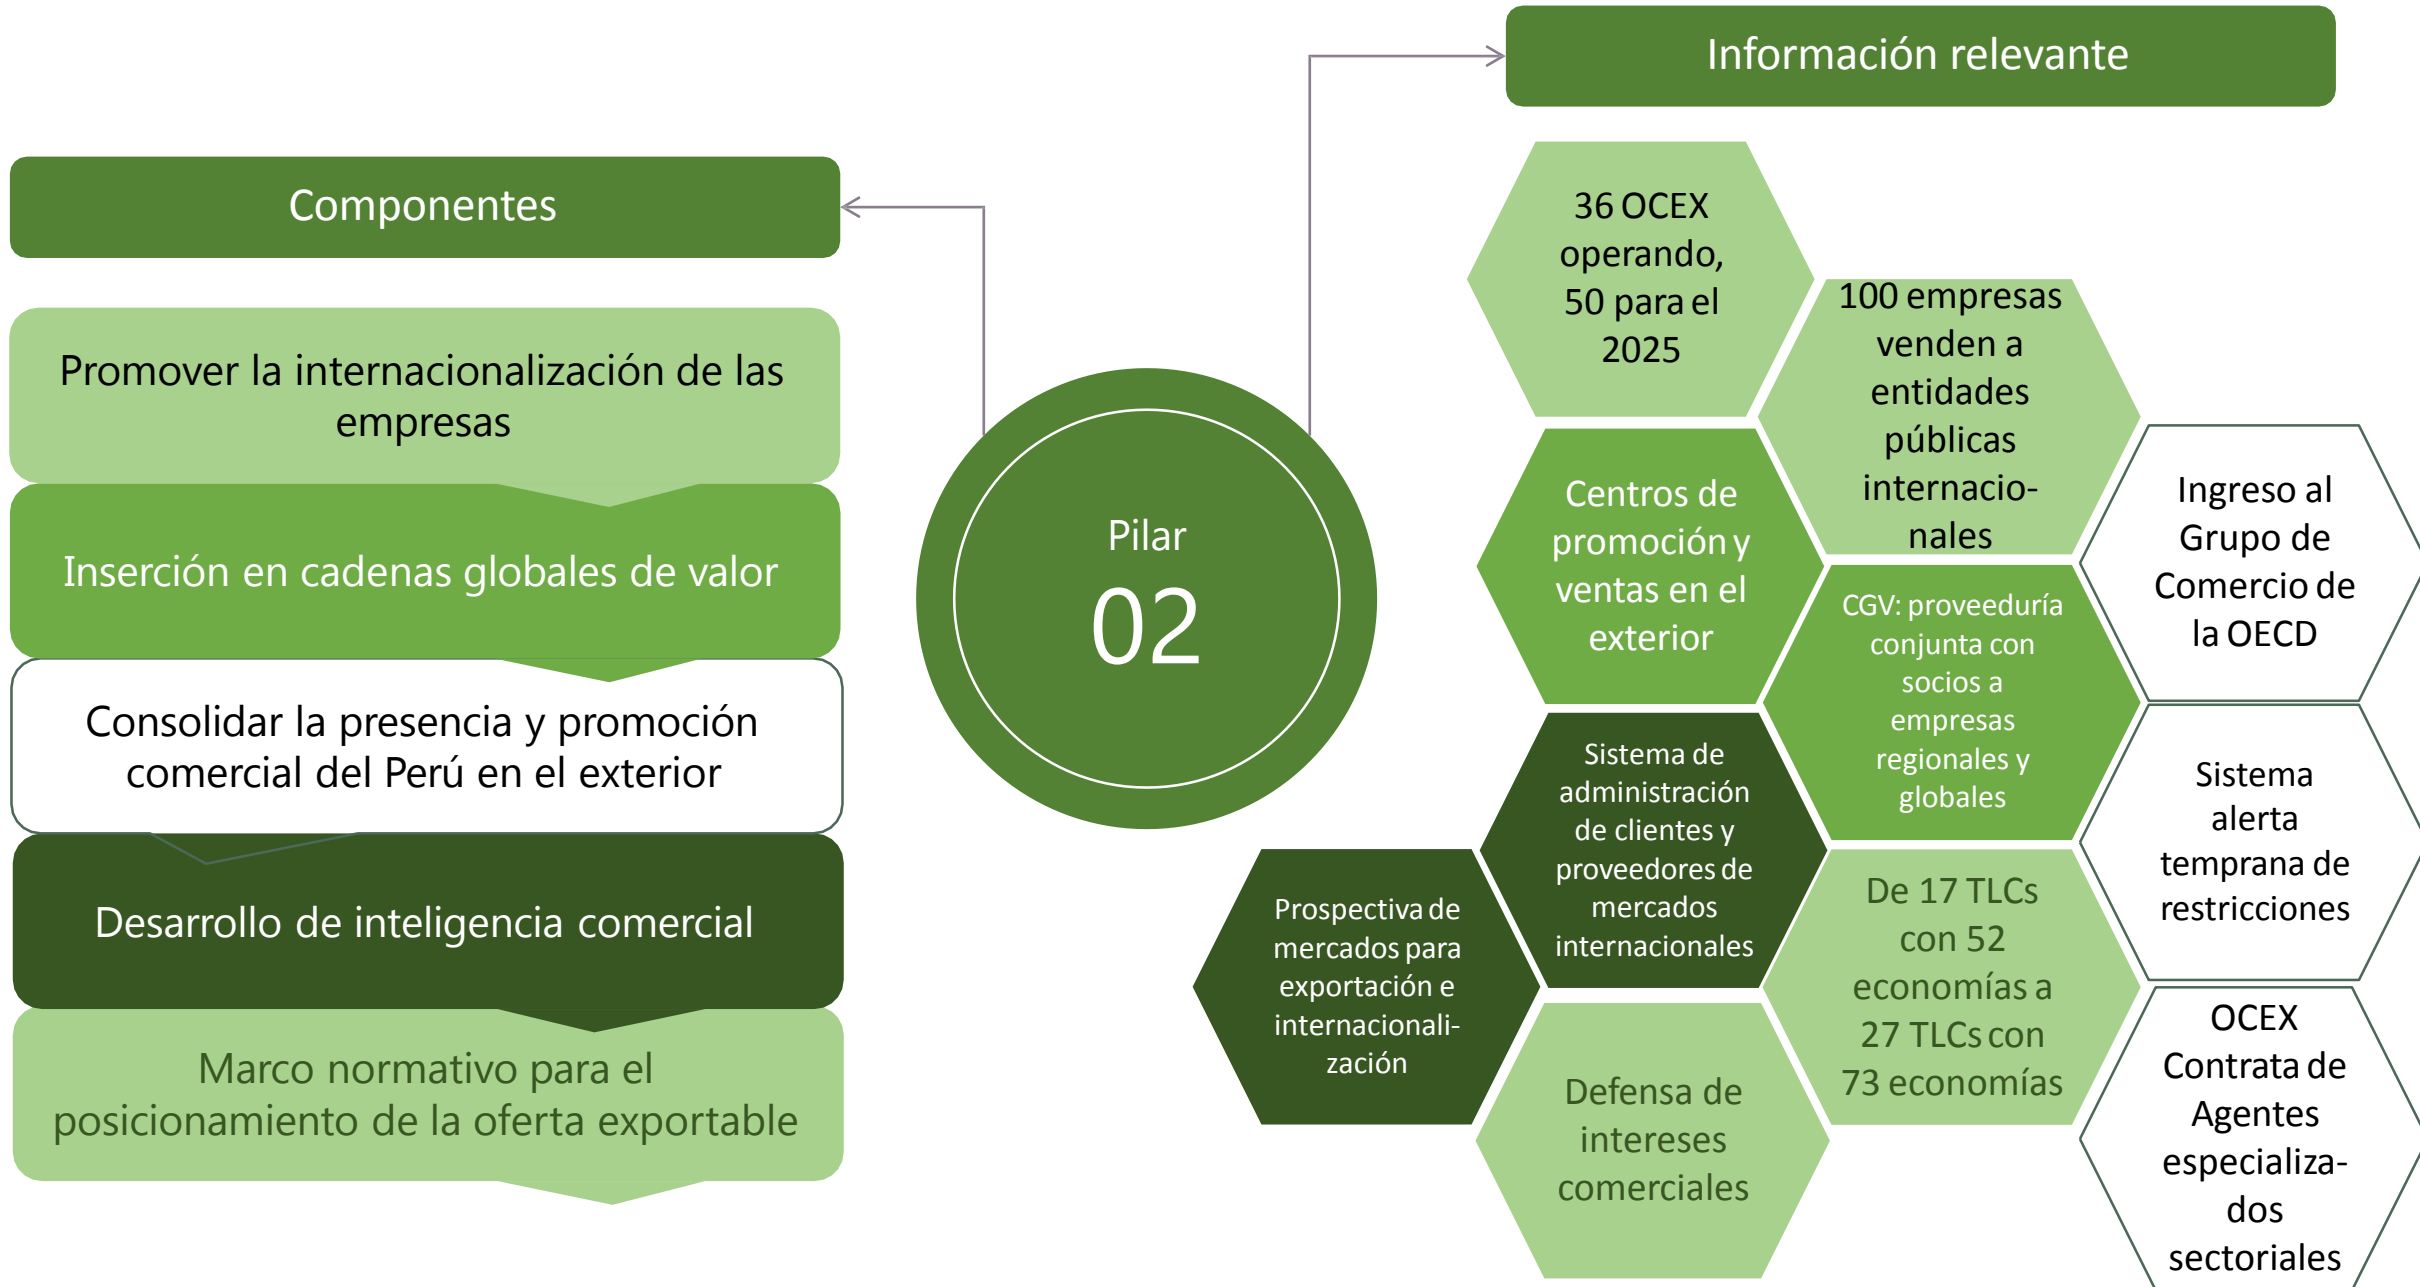 Componentes
Promover la internacionalización de las
empresas
Inserción en cadenas globales de valor
Consolidar la presencia y promoción
comercial del Perú en el exterior
Desarrollo de inteligencia comercial
Marco normativo para el
posicionamiento de la oferta exportable
Pilar
02
Información relevante
36 OCEX
operando,
50 para el
2025
100 empresas
venden a
entidades
públicas
internacio-
nales
Centros de
promoción y
ventas en el
exterior
Ingreso al
Grupo de
Comercio de
la OECD
CGV: proveeduría
conjunta con
socios a
empresas
regionales y
globales
Sistema de
administración
de clientes y
proveedores de
mercados
internacionales
Sistema
alerta
temprana de
restricciones
Prospectiva de
mercados para
exportación e
internacionali-
zación
De 17 TLCs
con 52
economías a
27 TLCs con
73 economías
Defensa de
intereses
comerciales
OCEX
Contrata de
Agentes
especializa-
dos
sectoriales